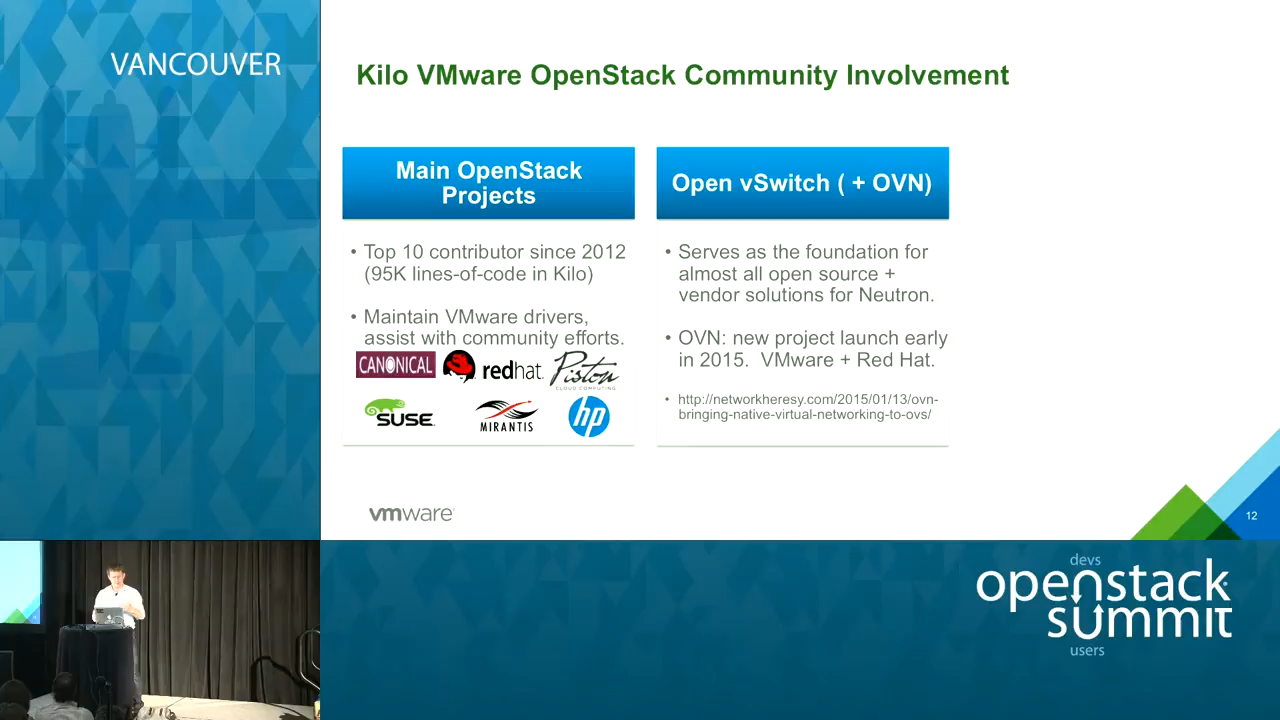 VANCOUVER
Kilo VMware OpenStack Community Involvement
Main OpenStack
Projects
• Top 10 contributor since 2012
(95K lines-of-code in Kilo)
• Maintain VMware drivers,
assist with community efforts.
CANONICAL redhat. Piston
CLOUD COMPUTING
SUSE MIRANTIS hp
Open vSwitch ( + OVN)
• Serves as the foundation for
almost all open source +
vendor solutions for Neutron.
• OVN: new project launch early
in 2015. VMware + Red Hat.
• http://networkheresy.com/2015/01/13/ovn-
bringing-native-virtual-networking-to-ovs/
vmware
12
devs
openstack
summit
users